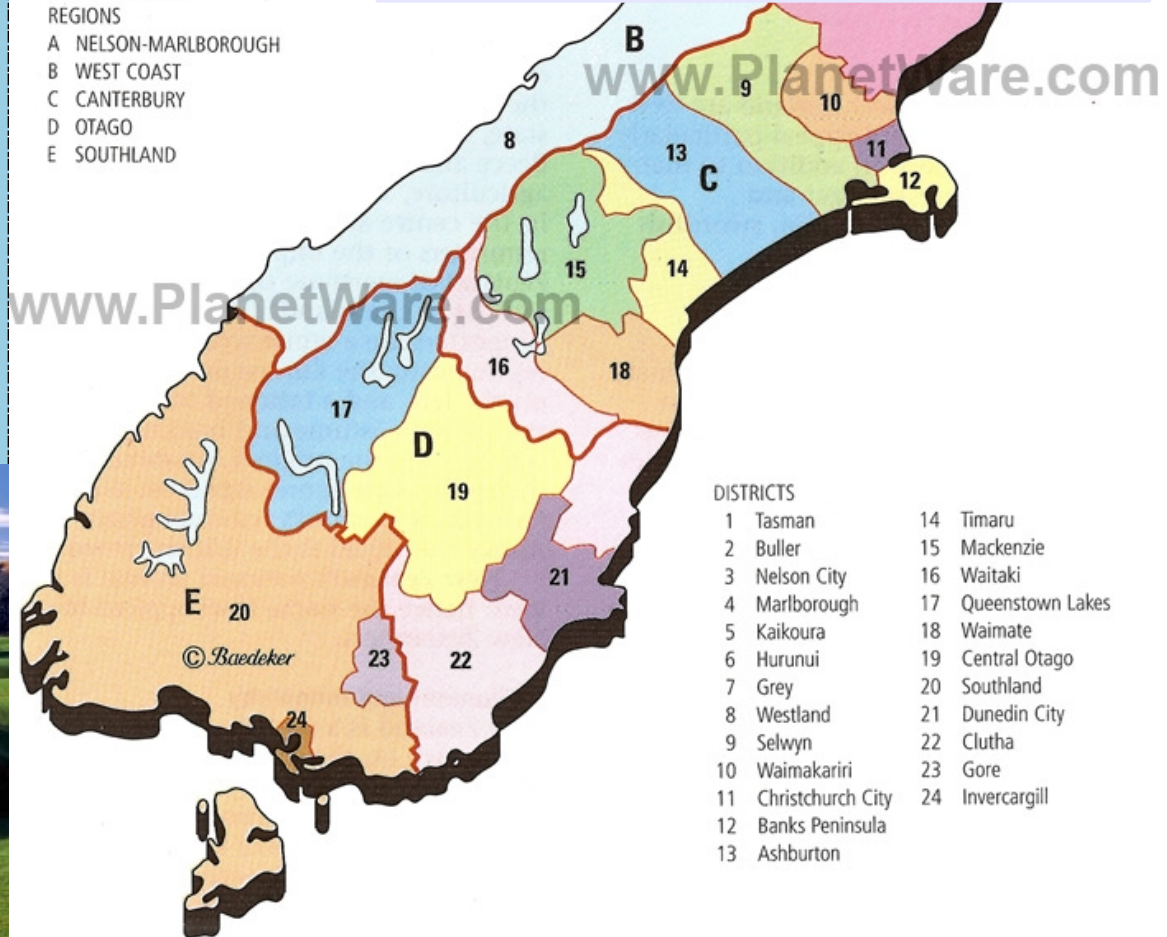 REGIONS
A NELSON-MARLBOROUGH
B WEST COAST
C CANTERBURY
D OTAGO
E SOUTHLAND
www.PlanetWare.com
www.PlanetWare.com
B
8
9
10
11
12
13
C
14
15
16
17
18
D
19
21
E
20
© Baedeker
23
22
24
DISTRICTS
1 Tasman
2 Buller
3 Nelson City
4 Marlborough
5 Kaikoura
6 Hurunui
7 Grey
8 Westland
9 Selwyn
10 Waimakariri
11 Christchurch City
12 Banks Peninsula
13 Ashburton
14 Timaru
15 Mackenzie
16 Waitaki
17 Queenstown Lakes
18 Waimate
19 Central Otago
20 Southland
21 Dunedin City
22 Clutha
23 Gore
24 Invercargill